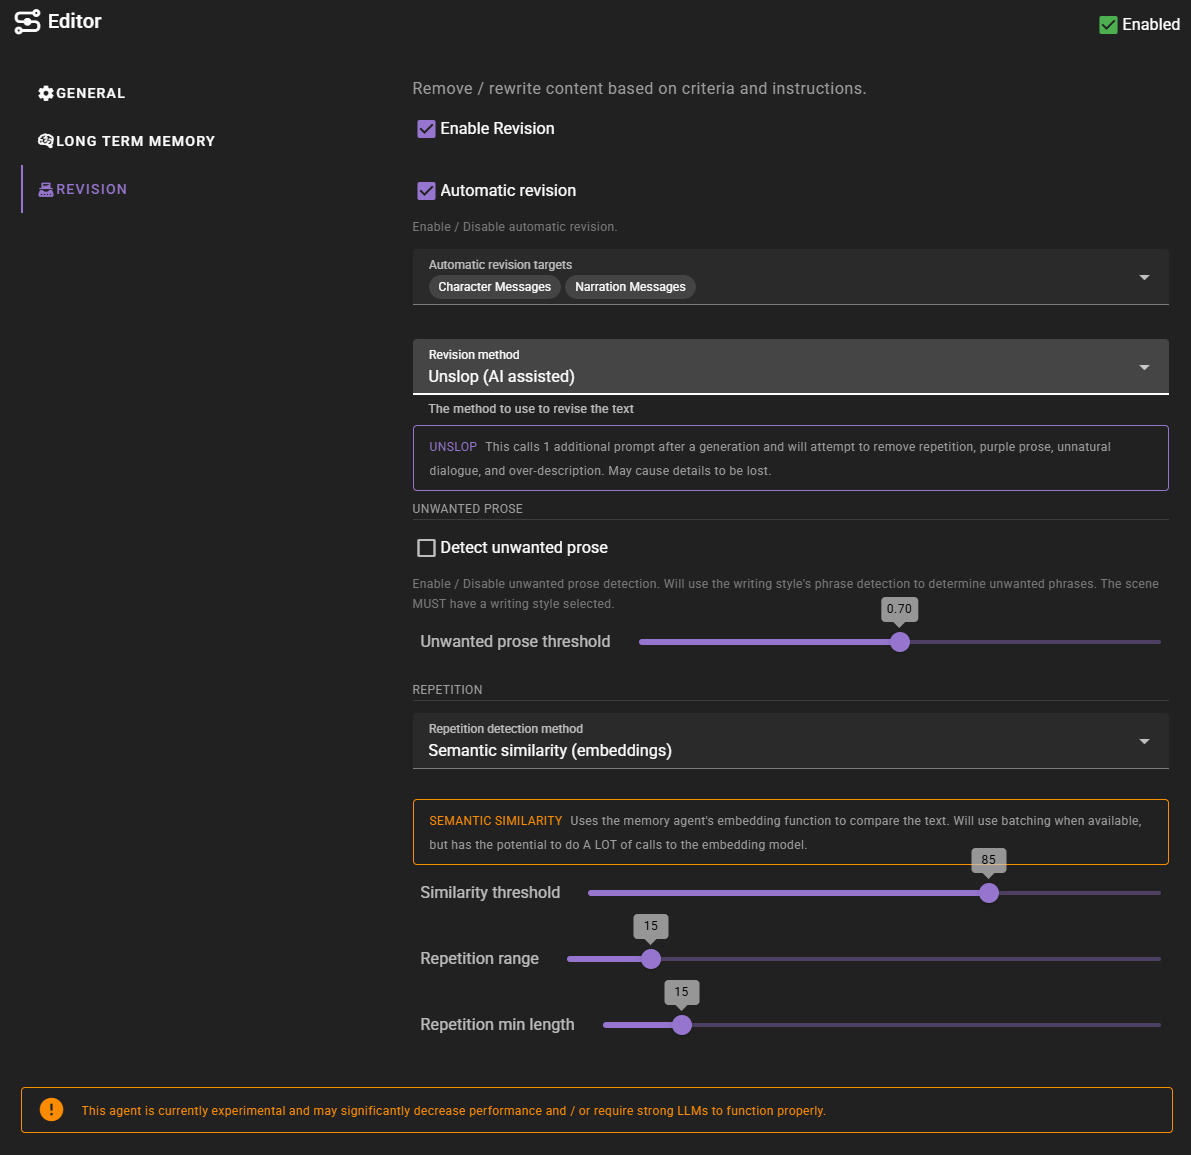 Editor
Enabled
GENERAL
LONG TERM MEMORY
REVISION
Remove / rewrite content based on criteria and instructions.
Enable Revision
Automatic revision
Enable / Disable automatic revision.
Automatic revision targets
Character Messages
Narration Messages
Revision method
Unslop (AI assisted)
The method to use to revise the text
UNSLOP This calls 1 additional prompt after a generation and will attempt to remove repetition, purple prose, unnatural
dialogue, and over-description. May cause details to be lost.
UNWANTED PROSE
Detect unwanted prose
Enable / Disable unwanted prose detection. Will use the writing style's phrase detection to determine unwanted phrases. The scene
MUST have a writing style selected.
0.70
Unwanted prose threshold
REPETITION
Repetition detection method
Semantic similarity (embeddings)
SEMANTIC SIMILARITY Uses the memory agent's embedding function to compare the text. Will use batching when available,
but has the potential to do A LOT of calls to the embedding model.
85
Similarity threshold
15
Repetition range
15
Repetition min length
This agent is currently experimental and may significantly decrease performance and / or require strong LLMs to function properly.